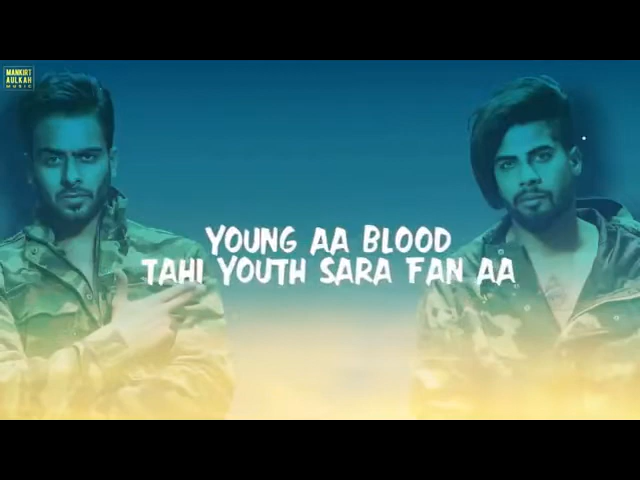 MANKIRT
AULKAH
MUSIC
YOUNG AA BLOOD
TAHI YOUTH SARA FAN AA